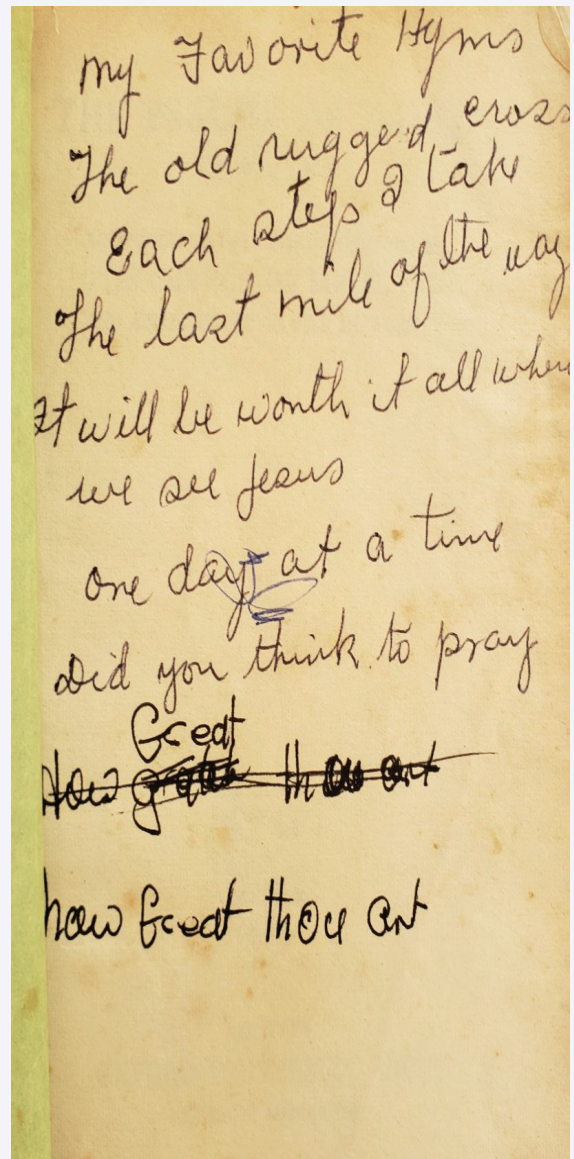 my Favorite Hyms
The old rugged cross
Each steps I take
The last mile of the way
It will be worth it all when
we see Jesus
one day at a time
Did you think to pray
Great
How great thou art
how Great thou art